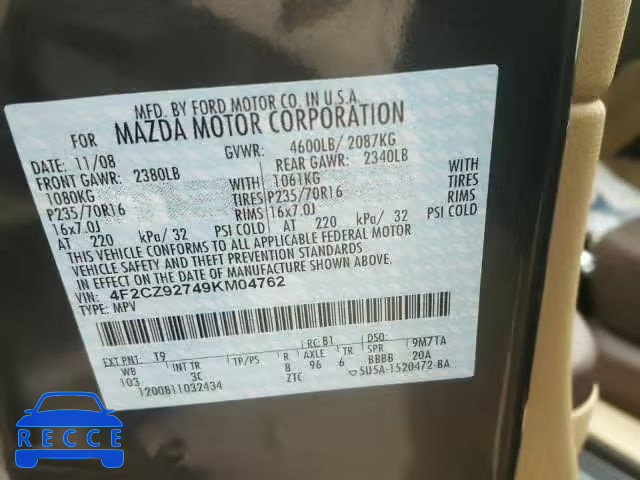 MFD. BY FORD MOTOR CO. IN U.S.A.
FOR MAZDA MOTOR CORPORATION
DATE: 11/08 GVWR: 4600LB/ 2087KG
FRONT GAWR: 2380LB REAR GAWR: 2340LB
1080KG WITH 1061KG WITH
P235/70R16 TIRES P235/70R16 TIRES
16x7.0J RIMS 16x7.0J RIMS
AT 220 kPa/ 32 PSI COLD AT 220 kPa/ 32 PSI COLD
THIS VEHICLE CONFORMS TO ALL APPLICABLE FEDERAL MOTOR
VEHICLE SAFETY AND THEFT PREVENTION STANDARDS
IN EFFECT ON THE DATE OF MANUFACTURE SHOWN ABOVE.
VIN: 4F2CZ92749KM04762
TYPE: MPV
EXT PNT: T9 RC: B1 DSO: 9M7TA
WB INT TR TP/PS R AXLE TR SPR
103 3C 8 96 6 BBBB 20A
120081103​2434 ZTC 5U5A-1520472-BA
RECCE